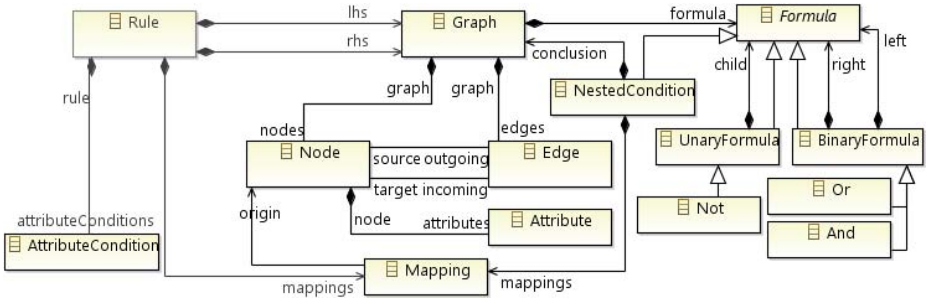 Rule
lhs
Graph
formula
Formula
rhs
conclusion
left
child
right
rule
graph
graph
NestedCondition
nodes
edges
Node
source outgoing
Edge
UnaryFormula
BinaryFormula
target incoming
Or
origin
node
attributes
Attribute
Not
attributeConditions
And
AttributeCondition
Mapping
mappings
mappings